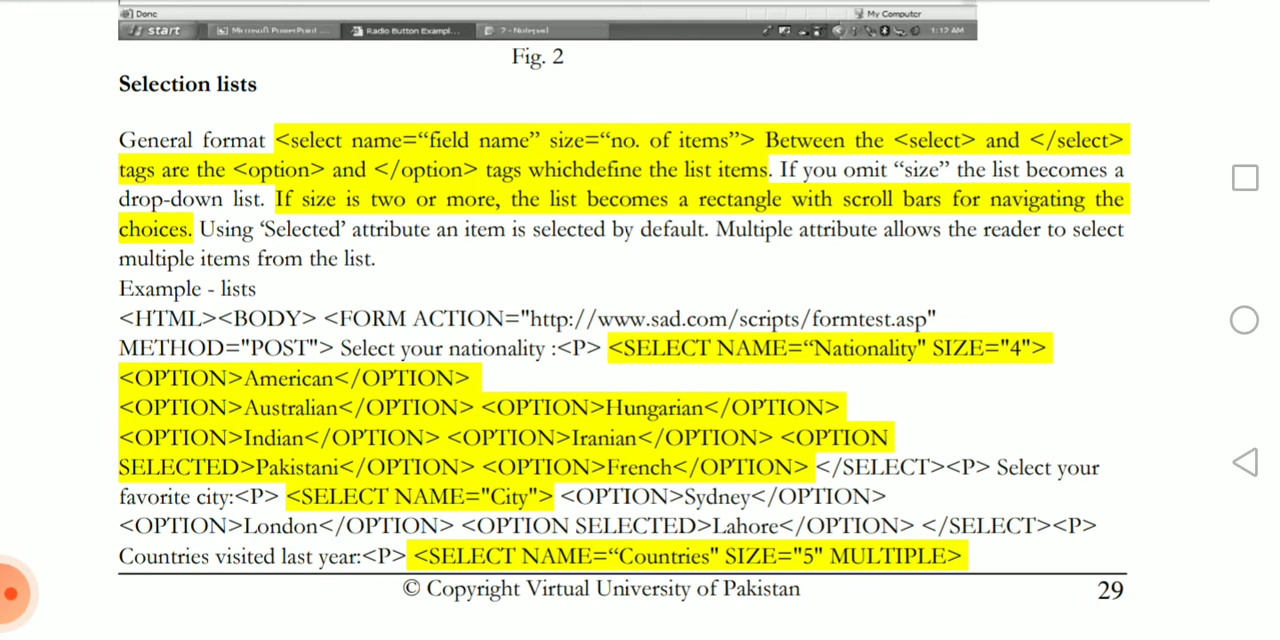 Done
My Computer
start
Microsoft PowerPoint ...
Radio Button Exampl...
2 - Notepad
1:12 AM
Fig. 2
Selection lists
General format <select name=“field name” size=“no. of items”> Between the <select> and </select>
tags are the <option> and </option> tags whichdefine the list items. If you omit “size” the list becomes a
drop-down list. If size is two or more, the list becomes a rectangle with scroll bars for navigating the
choices. Using ‘Selected’ attribute an item is selected by default. Multiple attribute allows the reader to select
multiple items from the list.
Example - lists
<HTML><BODY> <FORM ACTION="http://www.sad.com/scripts/formtest.asp"
METHOD="POST"> Select your nationality :<P> <SELECT NAME=“Nationality" SIZE="4">
<OPTION>American</OPTION>
<OPTION>Australian</OPTION> <OPTION>Hungarian</OPTION>
<OPTION>Indian</OPTION> <OPTION>Iranian</OPTION> <OPTION
SELECTED>Pakistani</OPTION> <OPTION>French</OPTION> </SELECT><P> Select your
favorite city:<P> <SELECT NAME="City"> <OPTION>Sydney</OPTION>
<OPTION>London</OPTION> <OPTION SELECTED>Lahore</OPTION> </SELECT><P>
Countries visited last year:<P> <SELECT NAME=“Countries" SIZE="5" MULTIPLE>
© Copyright Virtual University of Pakistan
29